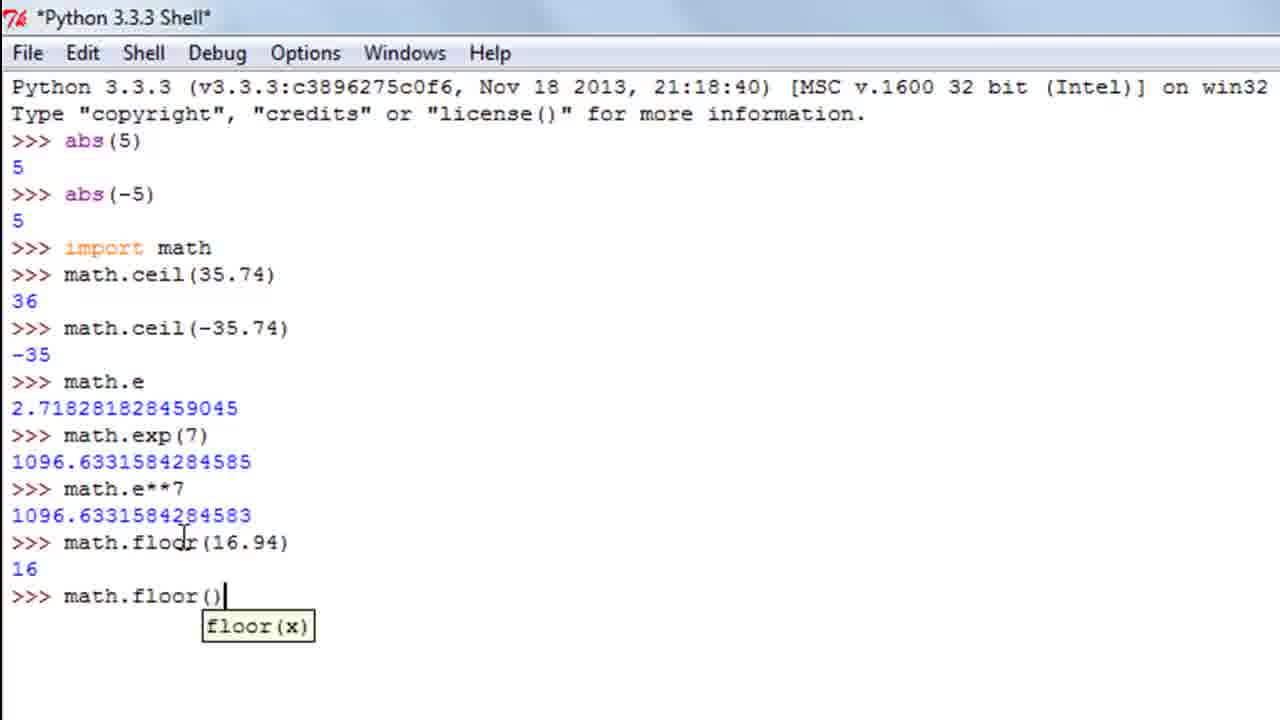 *Python 3.3.3 Shell*
File Edit Shell Debug Options Windows Help
Python 3.3.3 (v3.3.3:c3896275c0f6, Nov 18 2013, 21:18:40) [MSC v.1600 32 bit (Intel)] on win32
Type "copyright", "credits" or "license()" for more information.
>>> abs(5)
5
>>> abs(-5)
5
>>> import math
>>> math.ceil(35.74)
36
>>> math.ceil(-35.74)
-35
>>> math.e
2.718281828459045
>>> math.exp(7)
1096.6331584284585
>>> math.e**7
1096.6331584284583
>>> math.floor(16.94)
16
>>> math.floor()
floor(x)